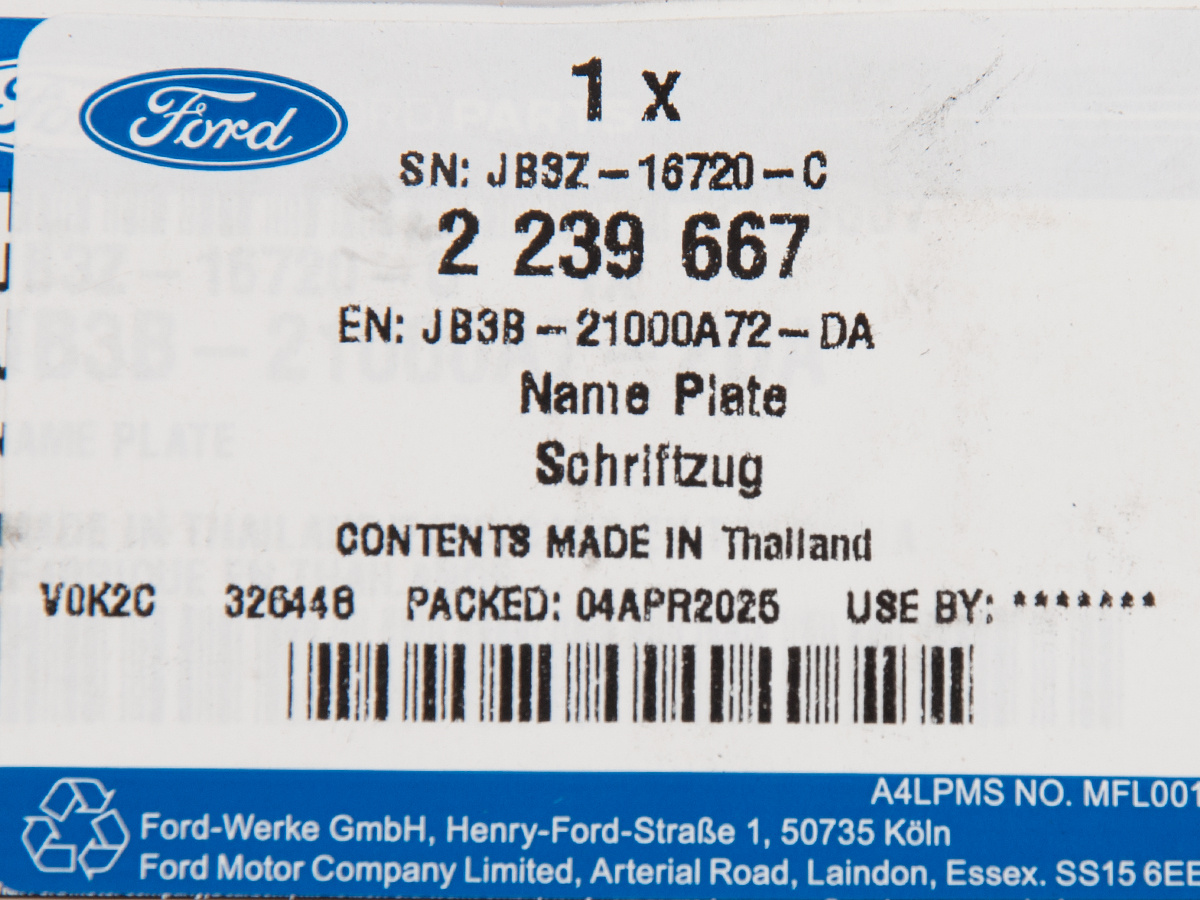 Ford
1 x
SN: JB3Z-16720-C
2 239 667
EN: JB3B-21000A72-DA
Name Plate
Schriftzug
CONTENTS MADE IN Thailand
V0K2C 326448 PACKED: 04APR2025 USE BY: *******
A4LPMS NO. MFL001
Ford-Werke GmbH, Henry-Ford-Straße 1, 50735 Köln
Ford Motor Company Limited, Arterial Road, Laindon, Essex. SS15 6EE